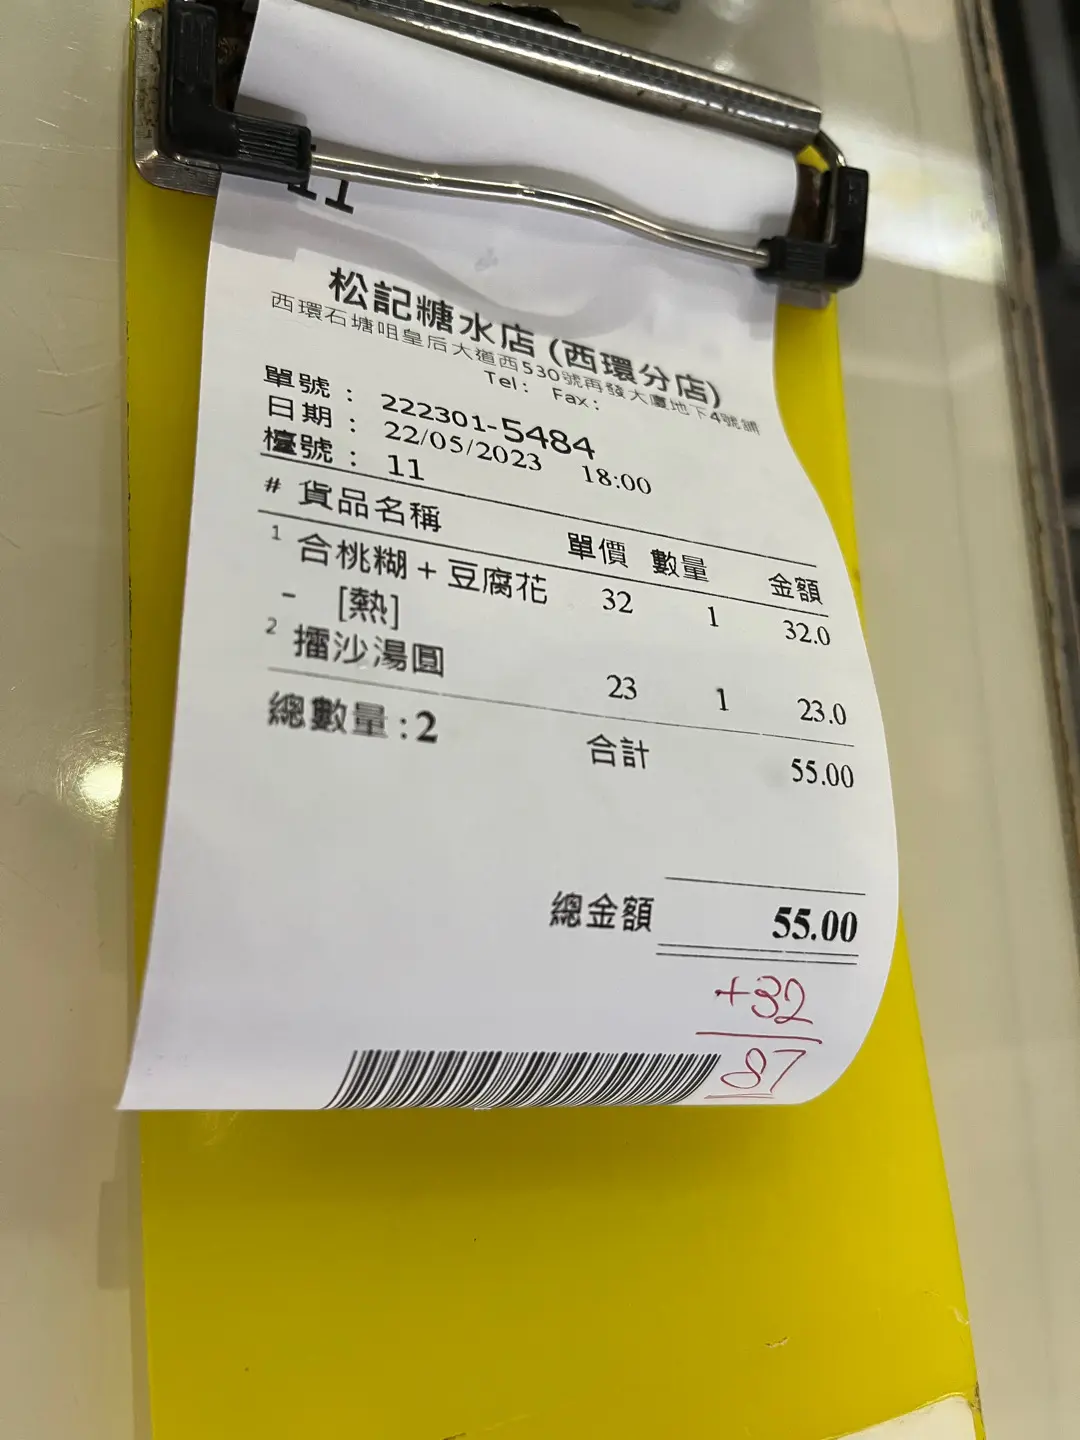 11
松記糖水店 (西環分店)
西環石塘咀皇后大道西530號再發大廈地下4號舖
Tel: Fax:
單號： 222301-5484
日期： 22/05/2023 18:00
檯號： 11
# 貨品名稱 單價 數量 金額
1 合桃糊 + 豆腐花 32 1 32.0
- [熱]
2 擂沙湯圓 23 1 23.0
總數量 : 2 合計 55.00
總金額 55.00
+32
87